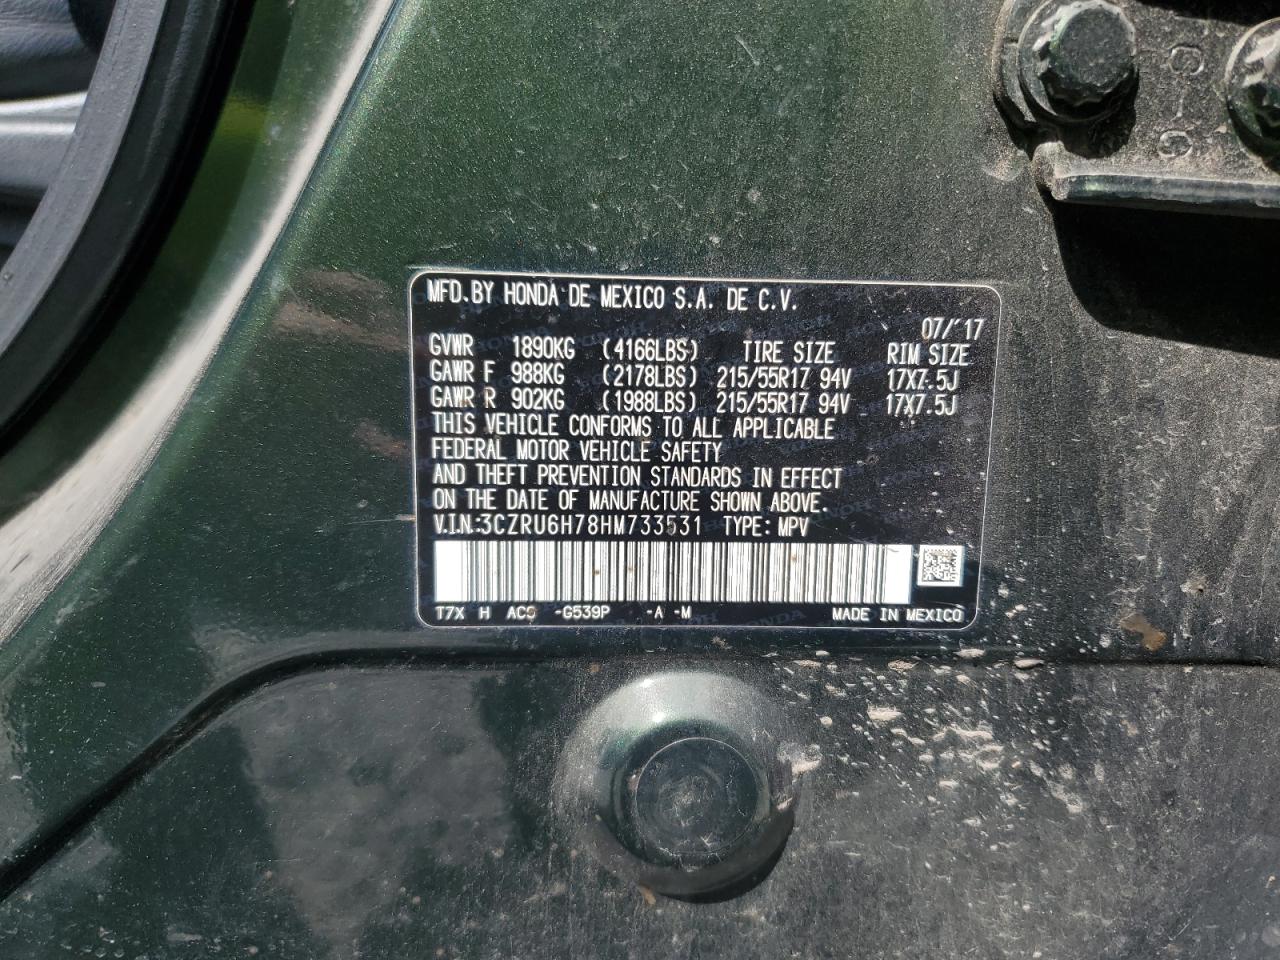 MFD.BY HONDA DE MEXICO S.A. DE C.V.
07/'17
GVWR 1890KG (4166LBS) TIRE SIZE RIM SIZE
GAWR F 988KG (2178LBS) 215/55R17 94V 17X7.5J
GAWR R 902KG (1988LBS) 215/55R17 94V 17X7.5J
THIS VEHICLE CONFORMS TO ALL APPLICABLE
FEDERAL MOTOR VEHICLE SAFETY
AND THEFT PREVENTION STANDARDS IN EFFECT
ON THE DATE OF MANUFACTURE SHOWN ABOVE.
V.I.N:3CZRU6H78HM733531 TYPE: MPV
T7X H -G539P -A -M MADE IN MEXICO